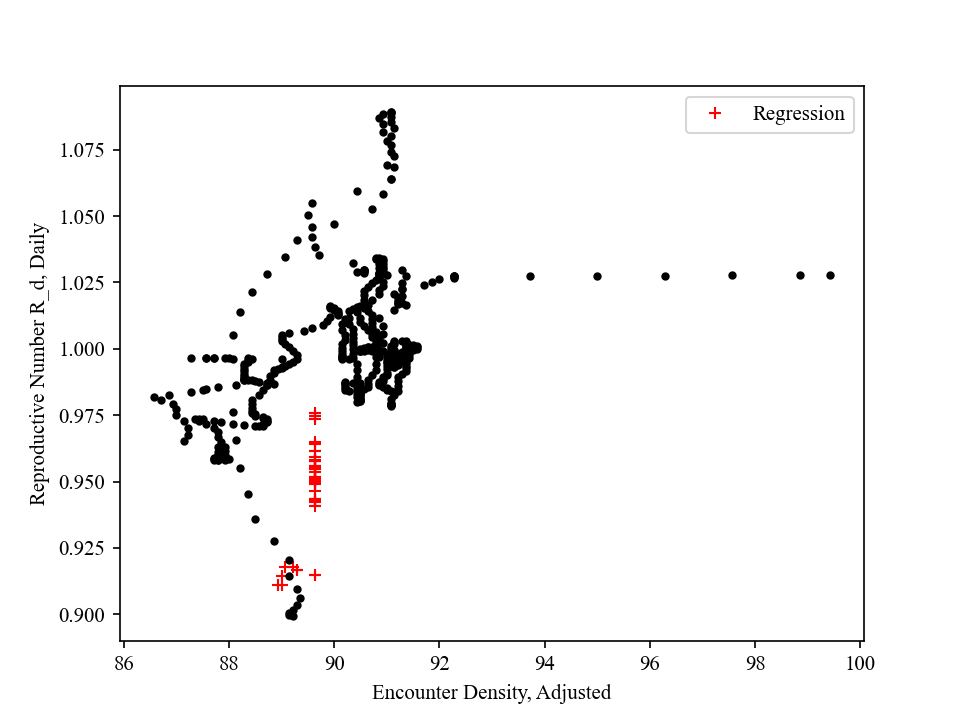 Regression
1.075
1.050
1.025
1.000
0.975
0.950
0.925
0.900
Reproductive Number R_d, Daily
86 88 90 92 94 96 98 100
Encounter Density, Adjusted